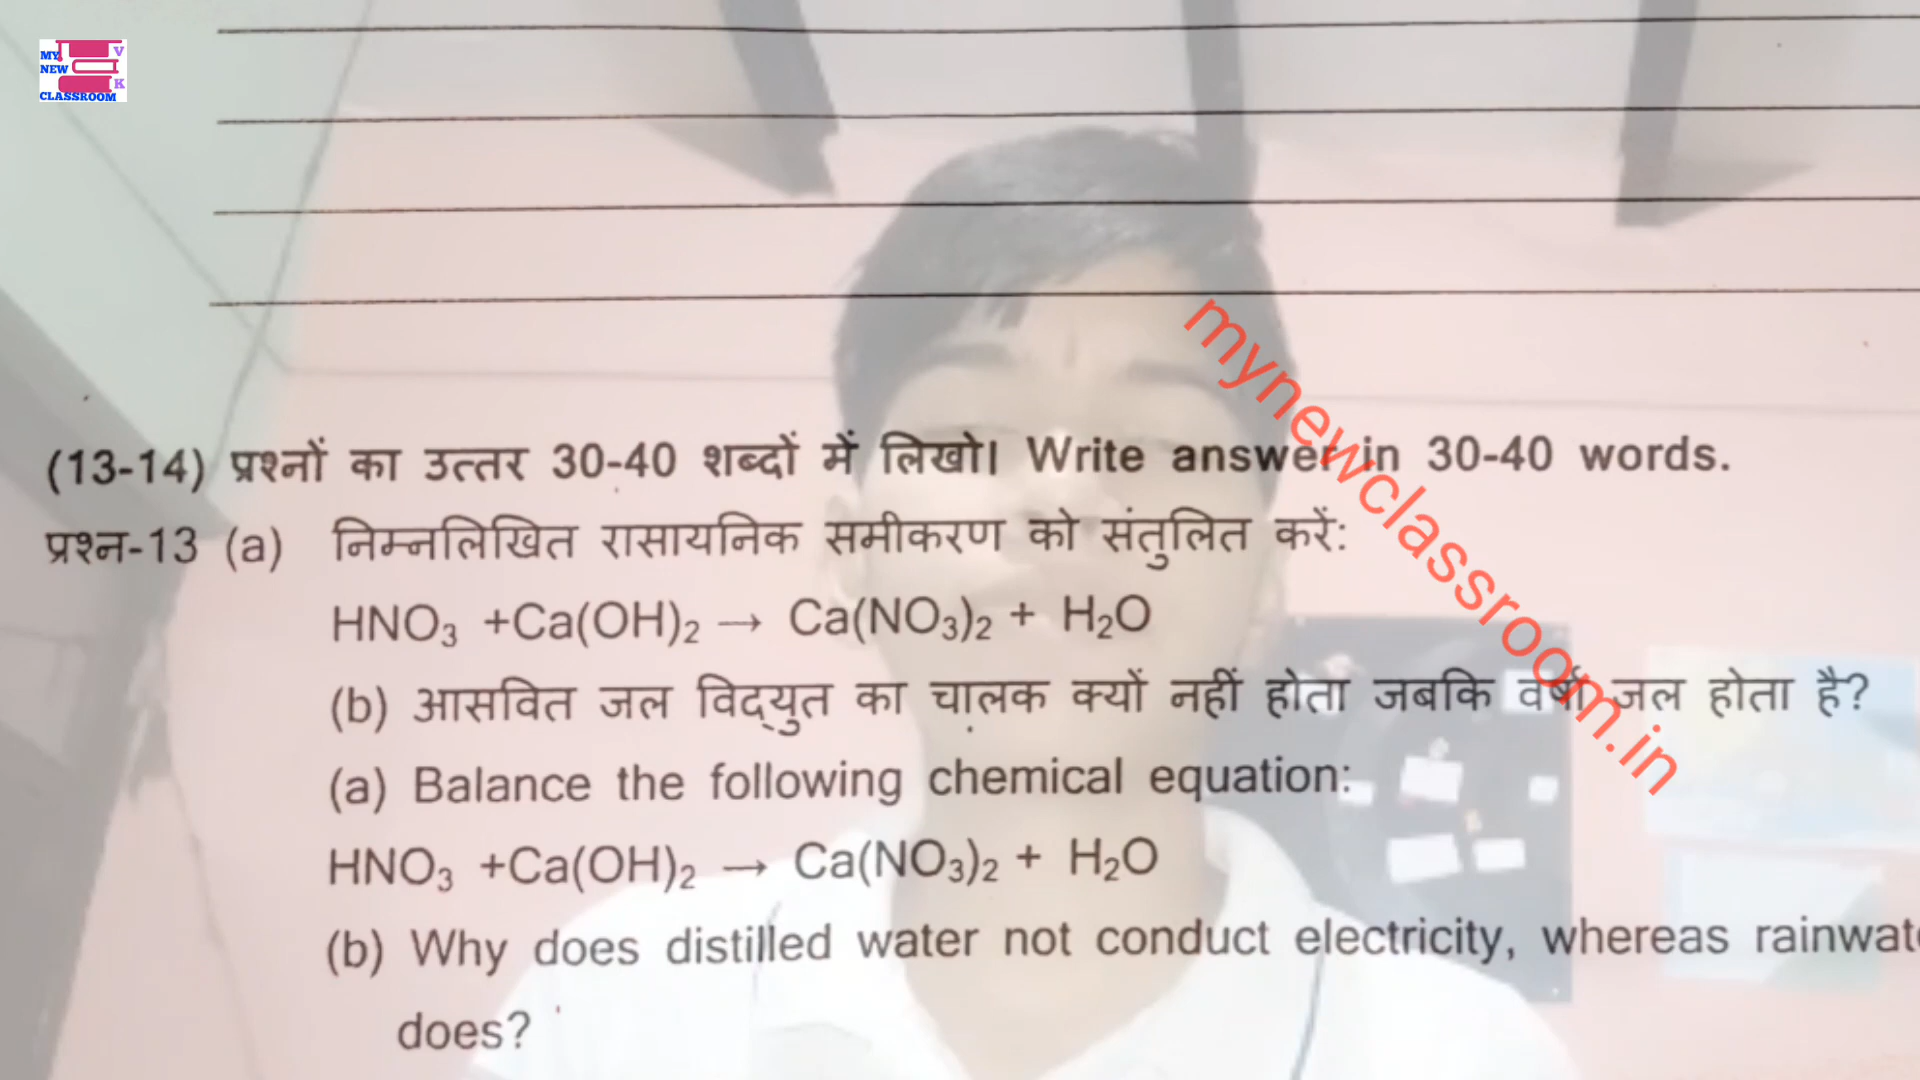 MY
NEW
CLASSROOM
V
K
(13-14) प्रश्नों का उत्तर 30-40 शब्दों में लिखो। Write answer in 30-40 words.
प्रश्न-13 (a) निम्नलिखित रासायनिक समीकरण को संतुलित करें:
HNO₃ +Ca(OH)₂ → Ca(NO₃)₂ + H₂O
(b) आसवित जल विद्युत का चालक क्यों नहीं होता जबकि वर्षा जल होता है?
(a) Balance the following chemical equation:
HNO₃ +Ca(OH)₂ → Ca(NO₃)₂ + H₂O
(b) Why does distilled water not conduct electricity, whereas
does?
mynewclassroom.in